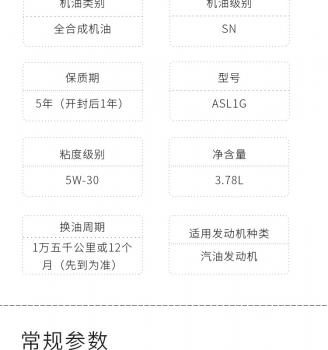 机油类别
机油级别
全合成机油
SN
保质期
型号
5年（开封后1年）
ASL1G
粘度级别
净含量
5W-30
3.78L
换油周期
适用发动机种类
1万五千公里或12个
月（先到为准）
汽油发动机
常规参数